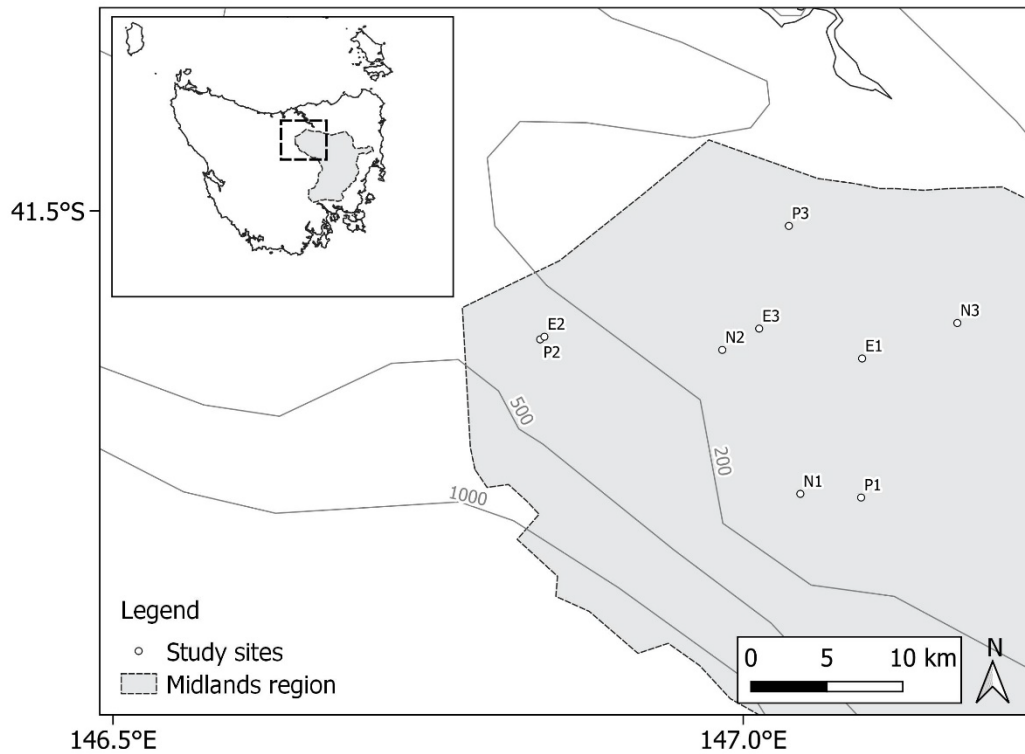 41.5°S
P3
E2
P2
N2
E3
N3
E1
500
200
1000
N1
P1
Legend
Study sites
Midlands region
0 5 10 km
N
146.5°E 147.0°E